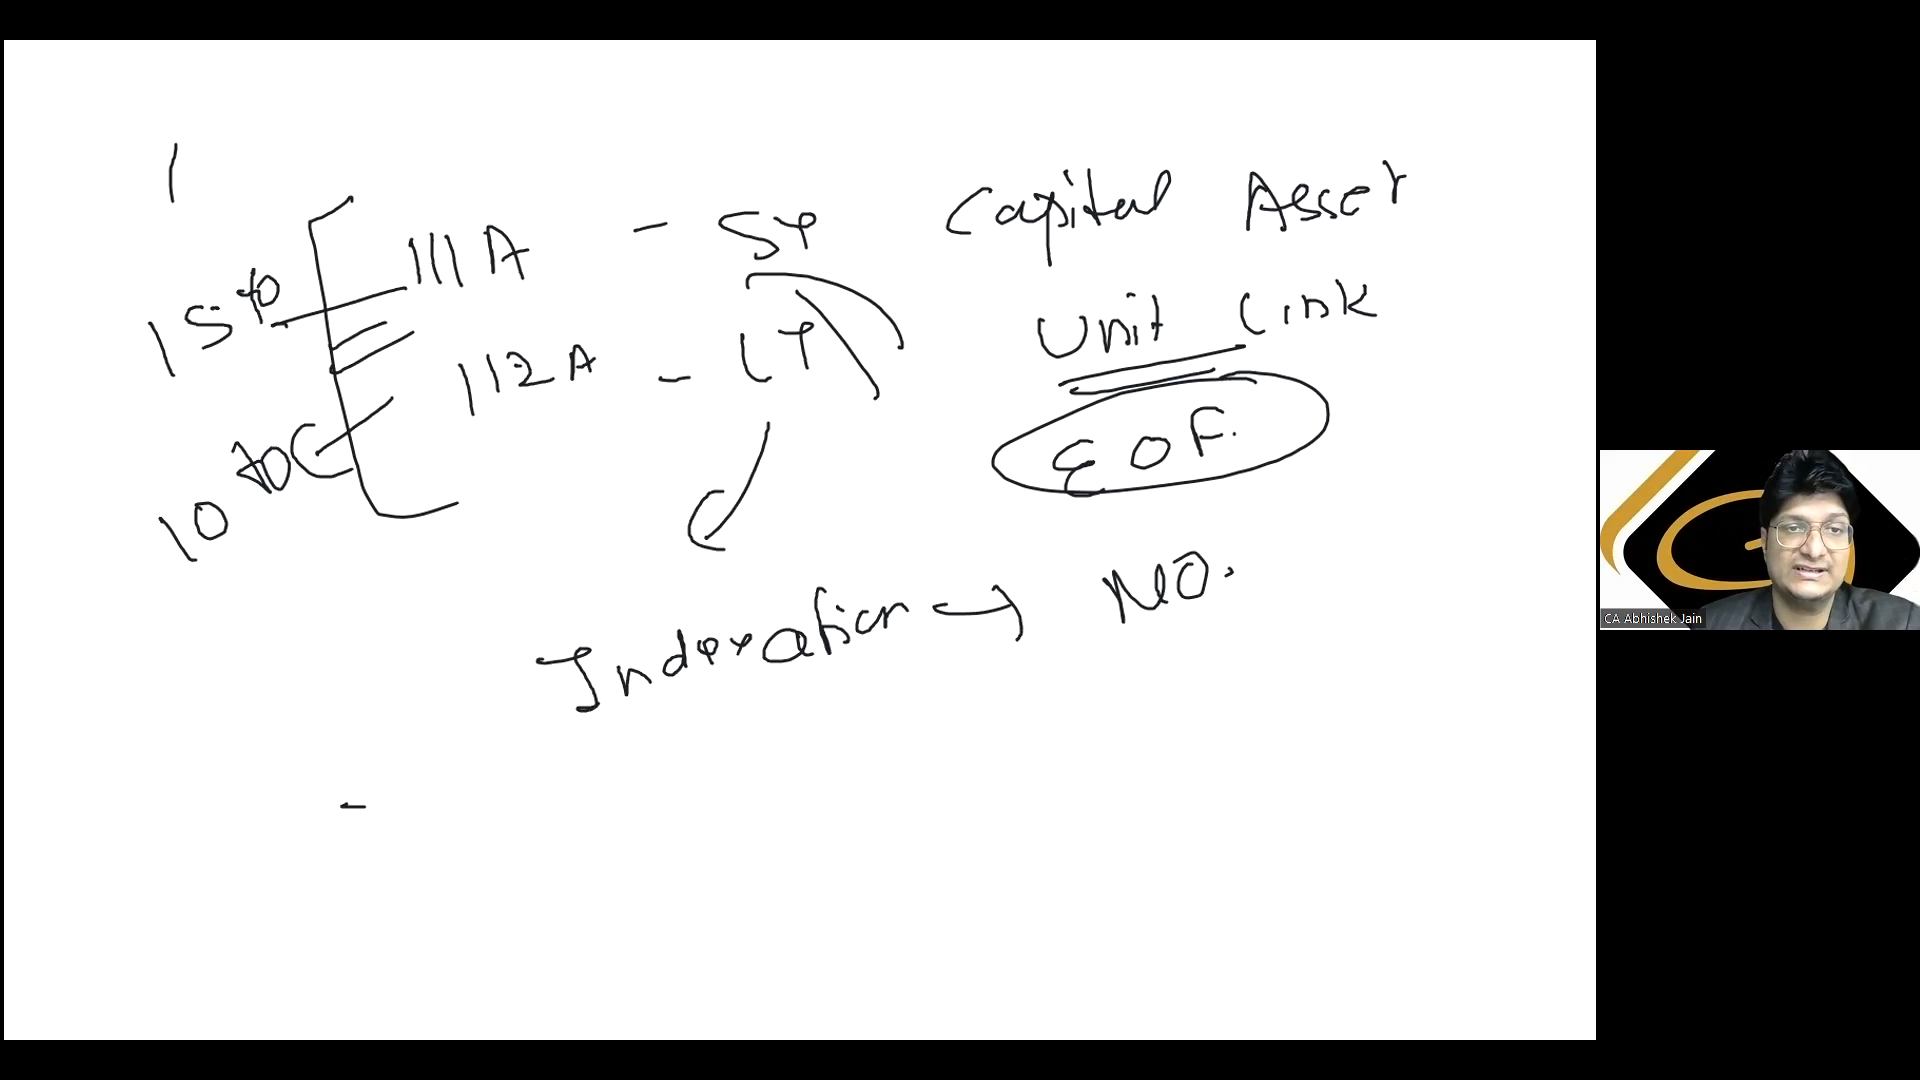 1
111A - ST Capital Asset
15%
Unit Link
112A - LT
10%
EOF.
Indexation → NO.
-
CA Abhishek Jain